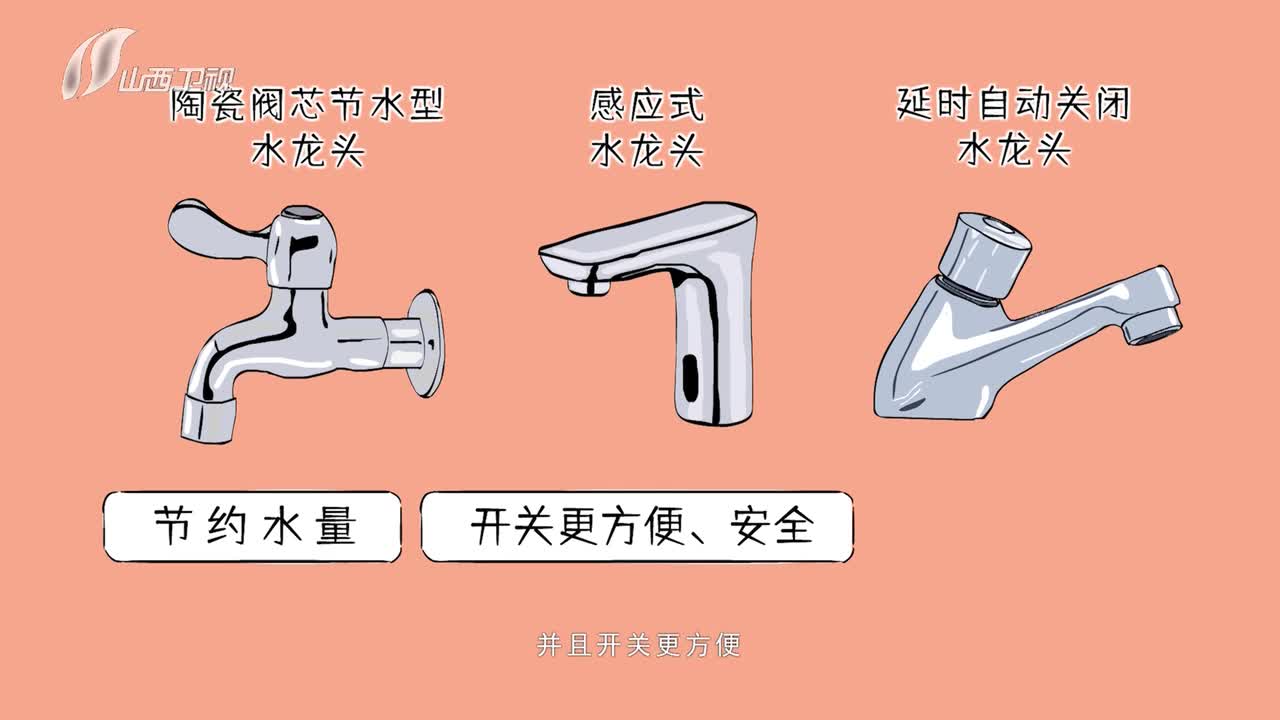 山西卫视
陶瓷阀芯节水型
水龙头
感应式
水龙头
延时自动关闭
水龙头
节约水量
开关更方便、安全
并且开关更方便